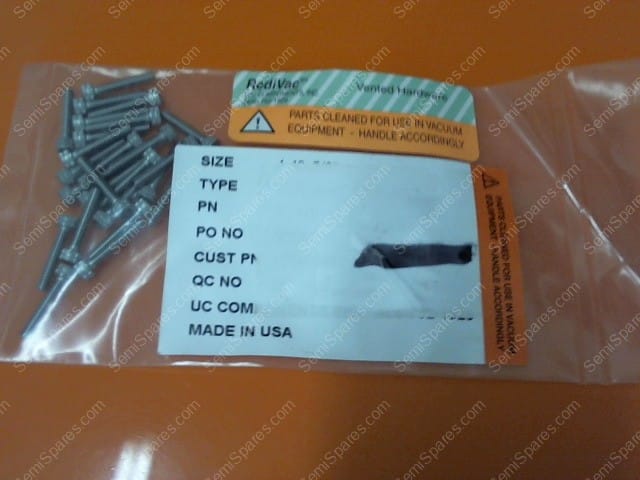 RediVac®
Vented Hardware
PARTS CLEANED FOR USE IN VACUUM
EQUIPMENT - HANDLE ACCORDINGLY
SIZE
TYPE
PN
PO NO
CUST PN
QC NO
UC COM
MADE IN USA
PARTS CLEANED FOR USE IN VACUUM
EQUIPMENT - HANDLE ACCORDINGLY
SemiSpares.com